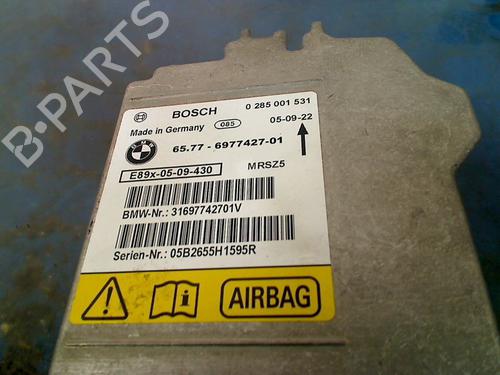 B-PARTS
BOSCH 0 285 001 531
Made in Germany 085 05-09-22
65.77 - 6977427-01
E89x-05-09-430 MRSZ5
BMW-Nr.: 31697742701V
Serien-Nr.: 05B2655H1595R
AIRBAG